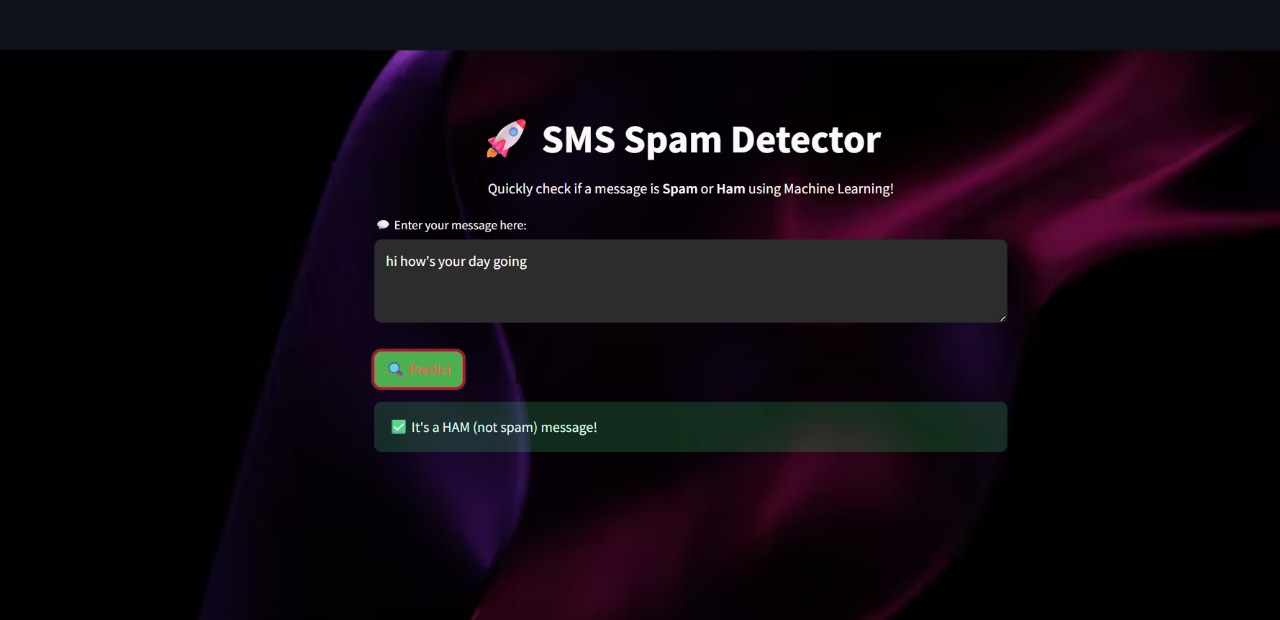 🚀 SMS Spam Detector
Quickly check if a message is Spam or Ham using Machine Learning!
💬 Enter your message here:
hi how's your day going
🔍 Predict
✅ It's a HAM (not spam) message!